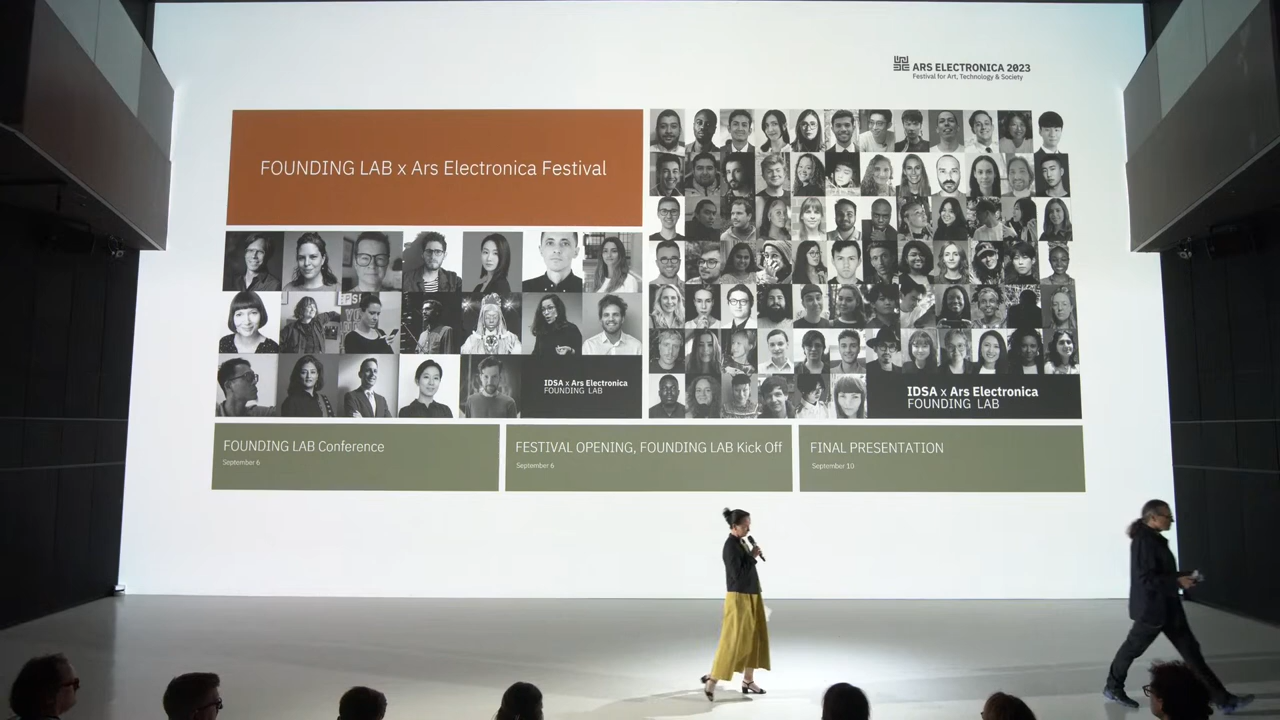 ARS ELECTRONICA 2023
Festival for Art, Technology & Society
FOUNDING LAB x Ars Electronica Festival
IDSA x Ars Electronica
FOUNDING LAB
IDSA x Ars Electronica
FOUNDING LAB
FOUNDING LAB Conference
September 6
FESTIVAL OPENING, FOUNDING LAB Kick Off
September 6
FINAL PRESENTATION
September 10